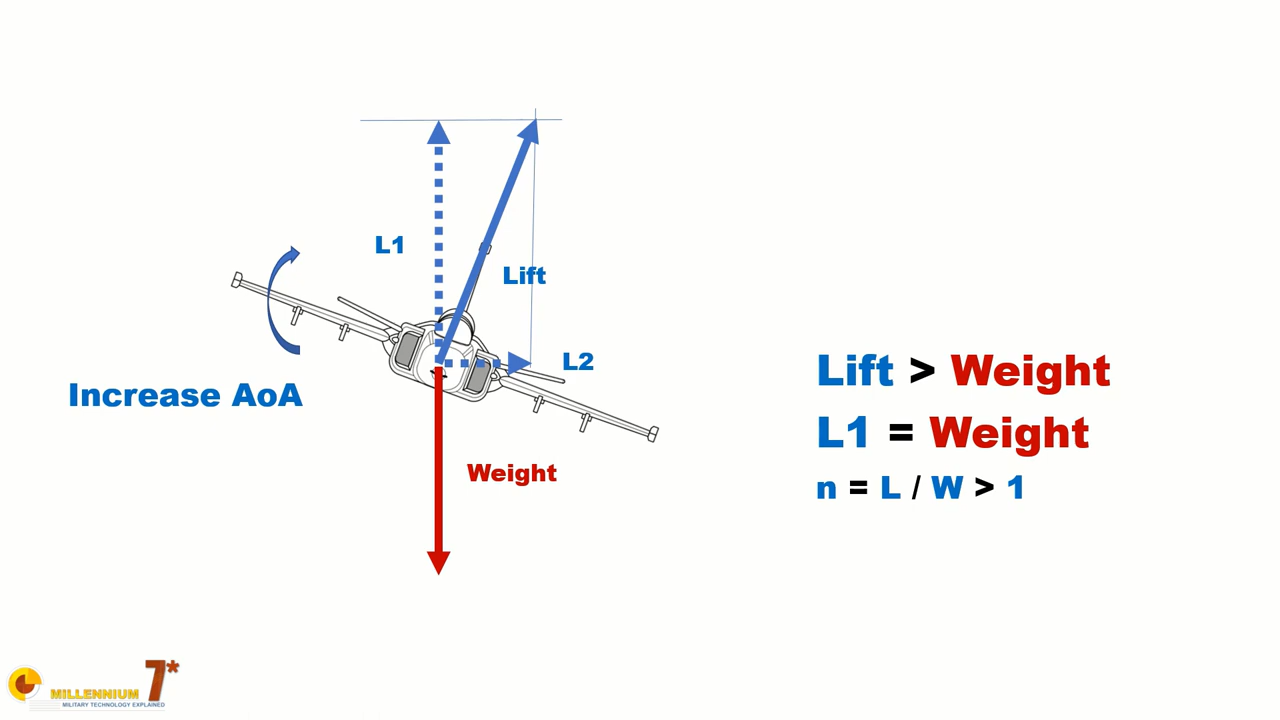 L1
Lift
L2
Increase AoA
Weight
Lift > Weight
L1 = Weight
n = L / W > 1
MILLENNIUM 7*
MILITARY TECHNOLOGY EXPLAINED